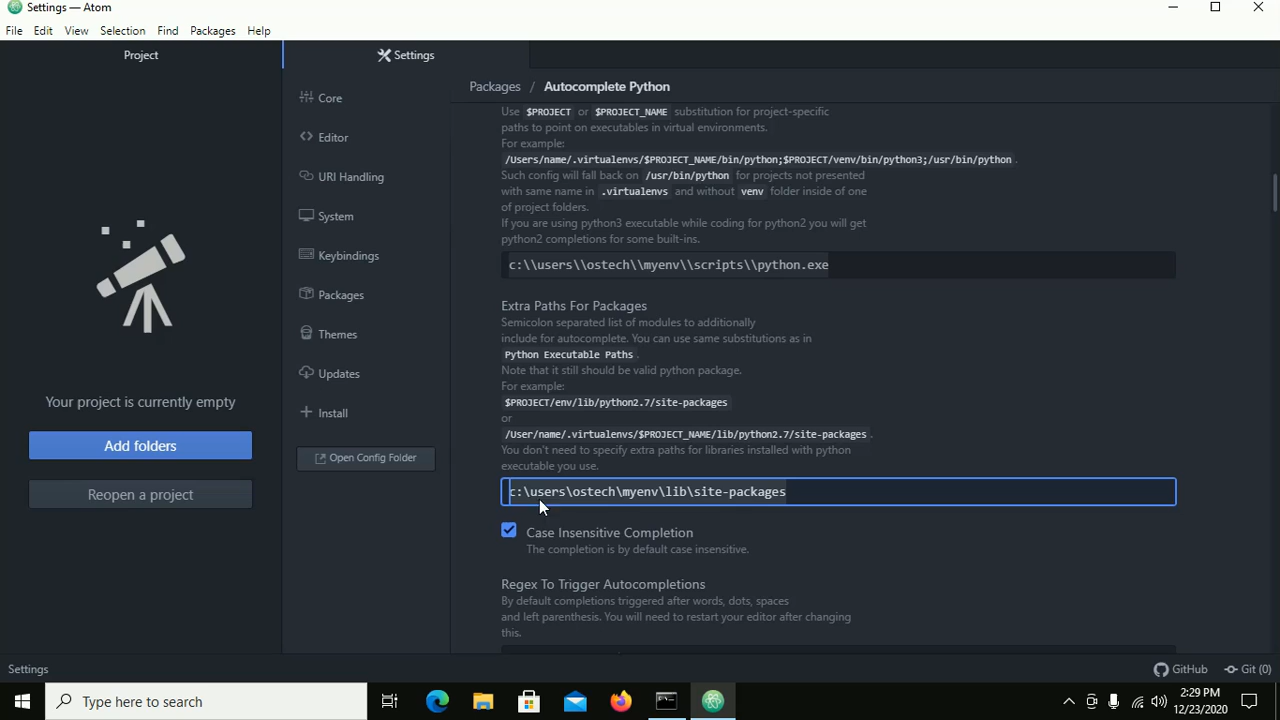 Settings — Atom
File Edit View Selection Find Packages Help
Project
Settings
Your project is currently empty
Add folders
Reopen a project
Core
Editor
URI Handling
System
Keybindings
Packages
Themes
Updates
Install
Open Config Folder
Packages / Autocomplete Python
Use $PROJECT or $PROJECT_NAME substitution for project-specific
paths to point on executables in virtual environments.
For example:
/Users/name/.virtualenvs/$PROJECT_NAME/bin/python;$PROJECT/venv/bin/python3;/usr/bin/python .
Such config will fall back on /usr/bin/python for projects not presented
with same name in .virtualenvs and without venv folder inside of one
of project folders.
If you are using python3 executable while coding for python2 you will get
python2 completions for some built-ins.
c:\\users\\ostech\\myenv\\scripts\\python.exe
Extra Paths For Packages
Semicolon separated list of modules to additionally
include for autocomplete. You can use same substitutions as in
Python Executable Paths .
Note that it still should be valid python package.
For example:
$PROJECT/env/lib/python2.7/site-packages
or
/User/name/.virtualenvs/$PROJECT_NAME/lib/python2.7/site-packages .
You don't need to specify extra paths for libraries installed with python
executable you use.
c:\users\ostech\myenv\lib\site-packages
Case Insensitive Completion
The completion is by default case insensitive.
Regex To Trigger Autocompletions
By default completions triggered after words, dots, spaces
and left parenthesis. You will need to restart your editor after changing
this.
Settings
GitHub Git (0)
Type here to search
2:29 PM
12/23/2020